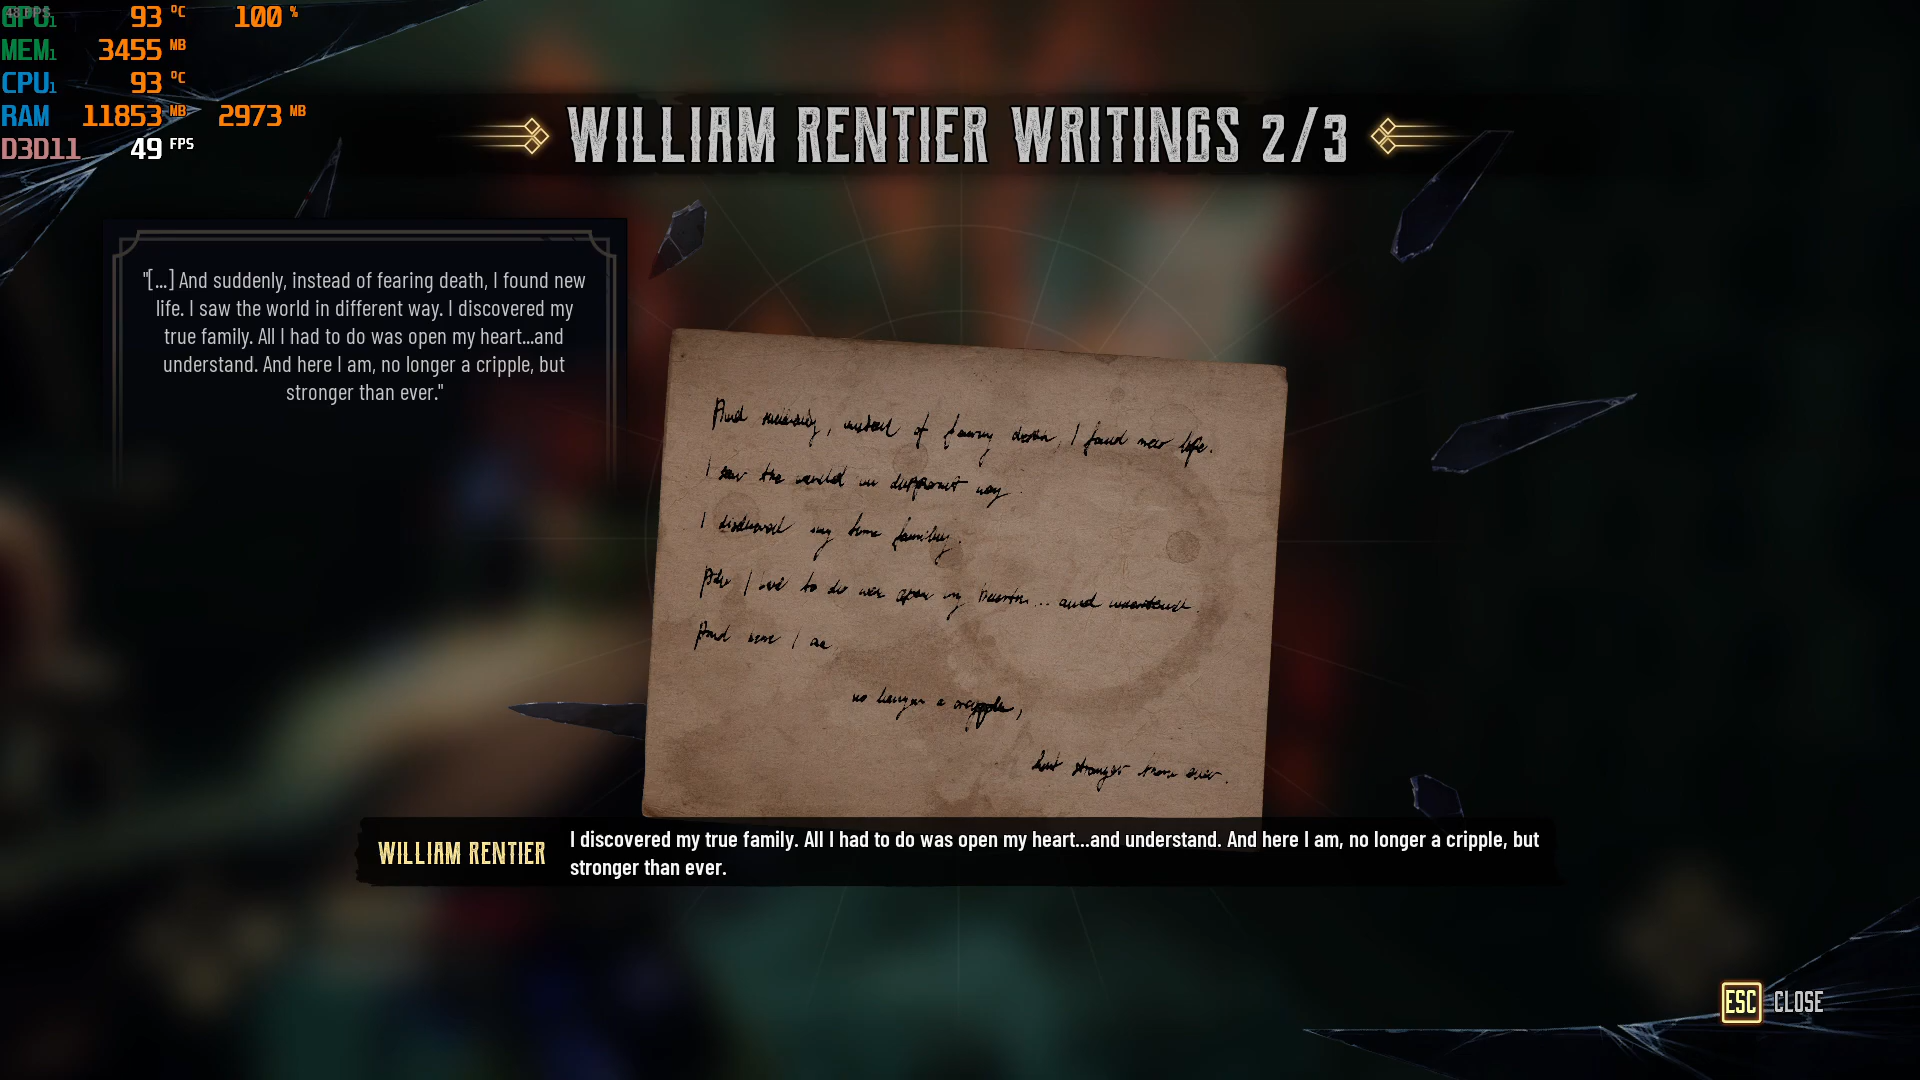 GPU1 93 °C 100 %
MEM1 3455 MB
CPU1 93 °C
RAM 11853 MB 2973 MB
D3D11 49 FPS
WILLIAM RENTIER WRITINGS 2/3
"[...] And suddenly, instead of fearing death, I found new
life. I saw the world in different way. I discovered my
true family. All I had to do was open my heart...and
understand. And here I am, no longer a cripple, but
stronger than ever."
And suddenly, instead of fearing death, I found new life.
I saw the world in different way.
I discovered my true family.
All I had to do was open my heart... and understand.
And here I am
no longer a cripple,
but stronger than ever.
WILLIAM RENTIER
I discovered my true family. All I had to do was open my heart...and understand. And here I am, no longer a cripple, but
stronger than ever.
ESC CLOSE